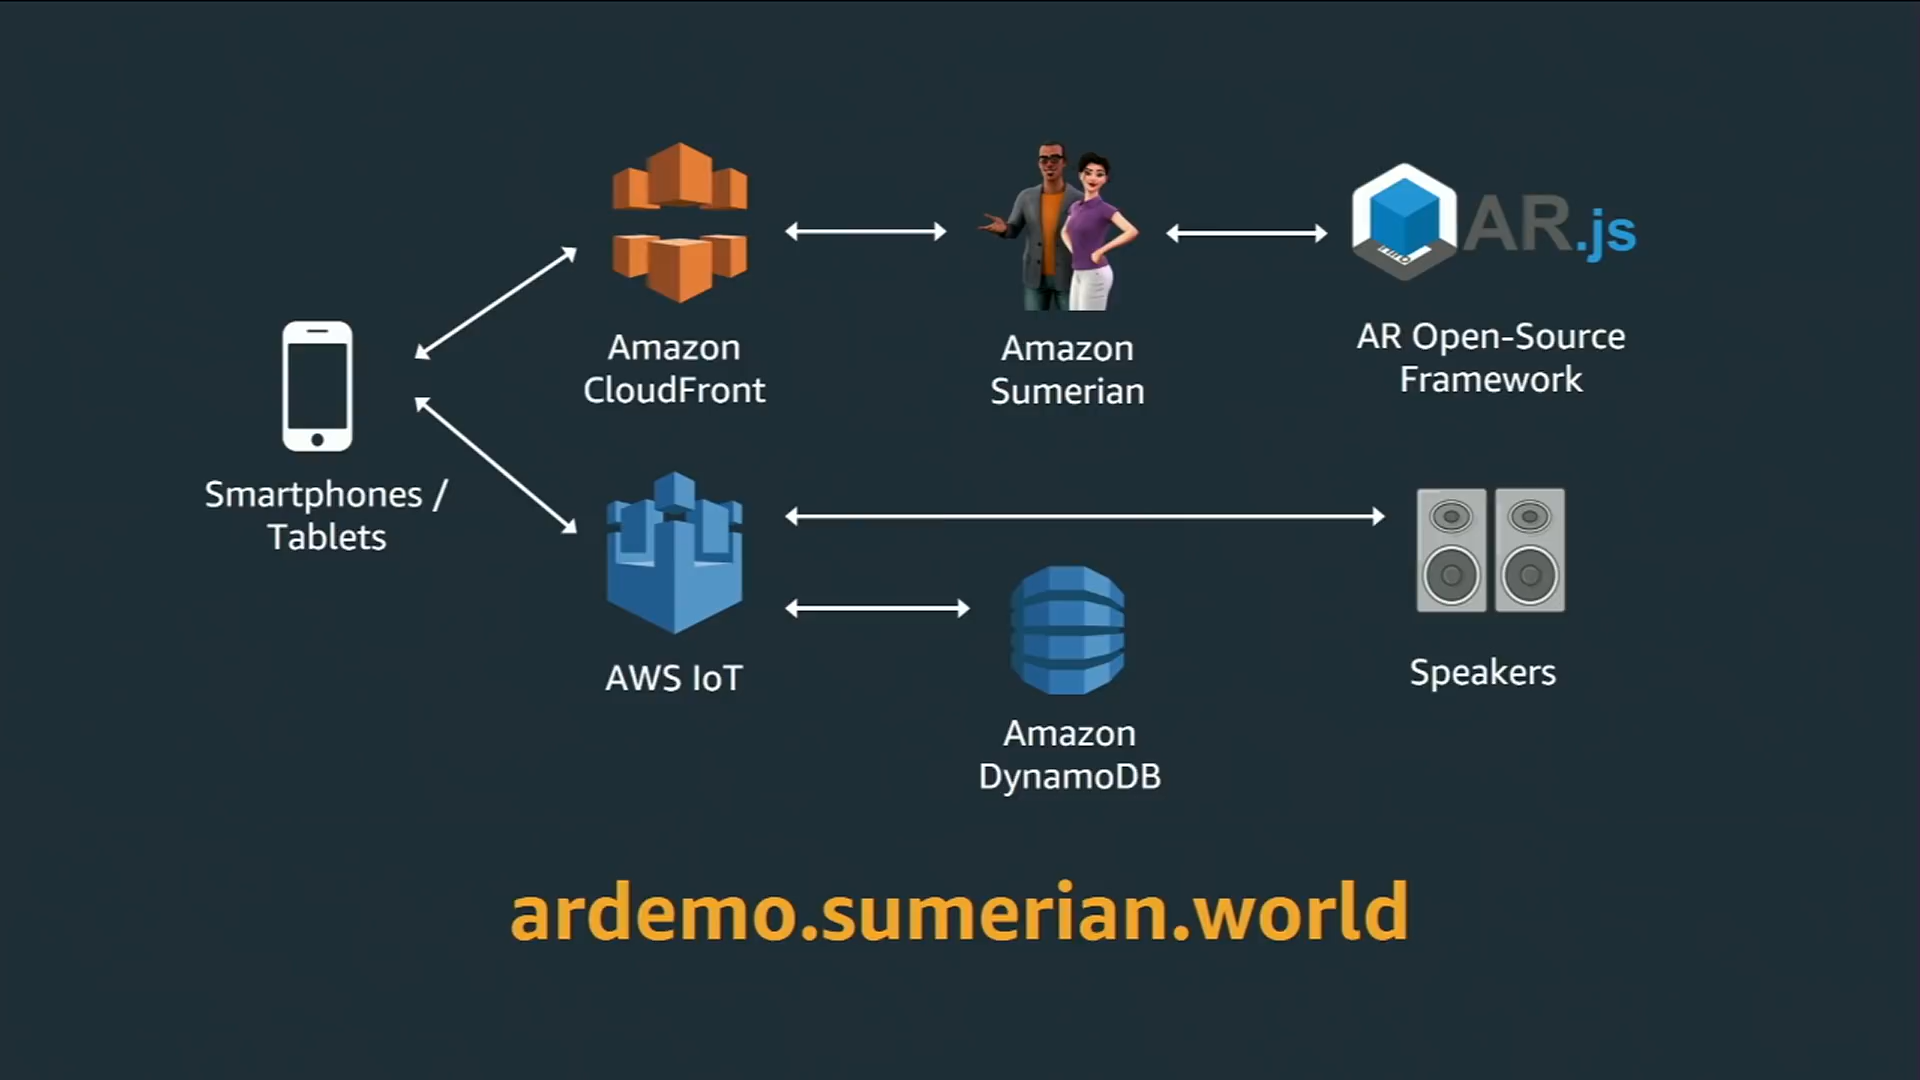 AR.js
Amazon
CloudFront
Amazon
Sumerian
AR Open-Source
Framework
Smartphones /
Tablets
AWS IoT
Speakers
Amazon
DynamoDB
ardemo.sumerian.world